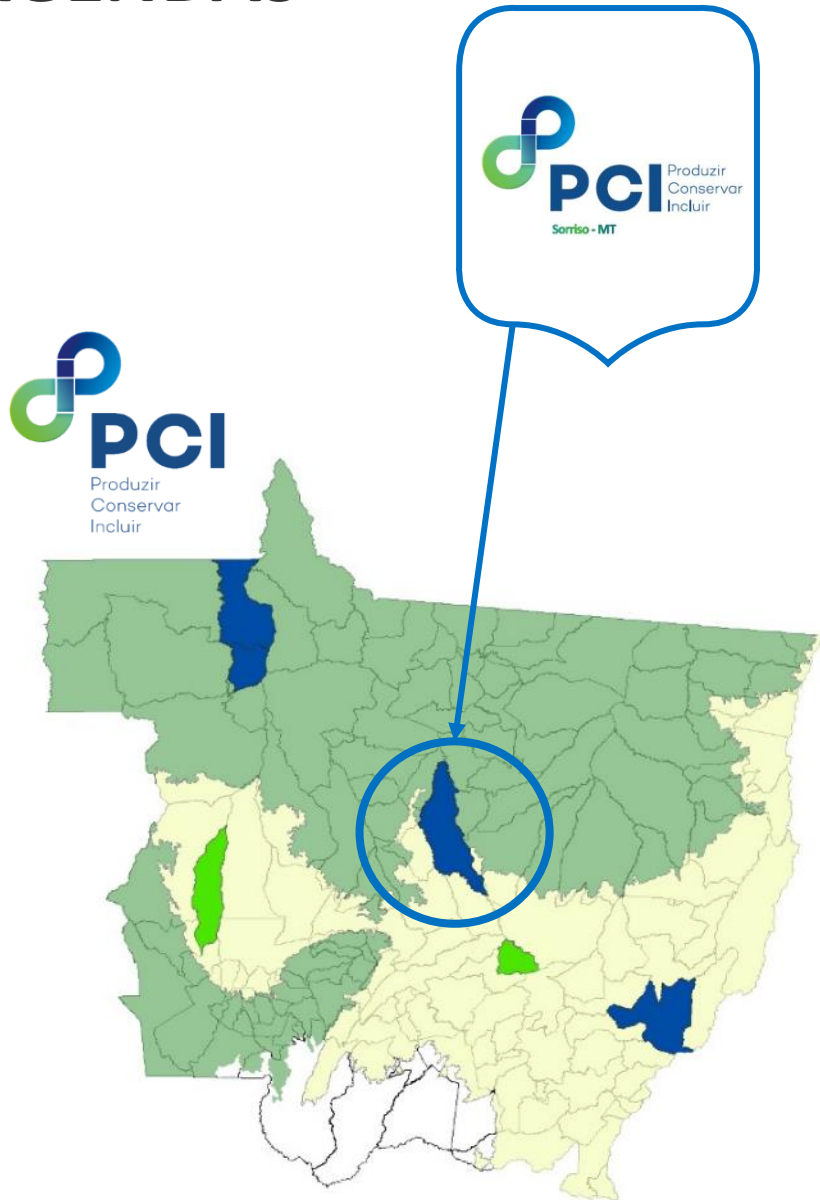 PCI
Produzir
Conservar
Incluir
Sorriso - MT
PCI
Produzir
Conservar
Incluir